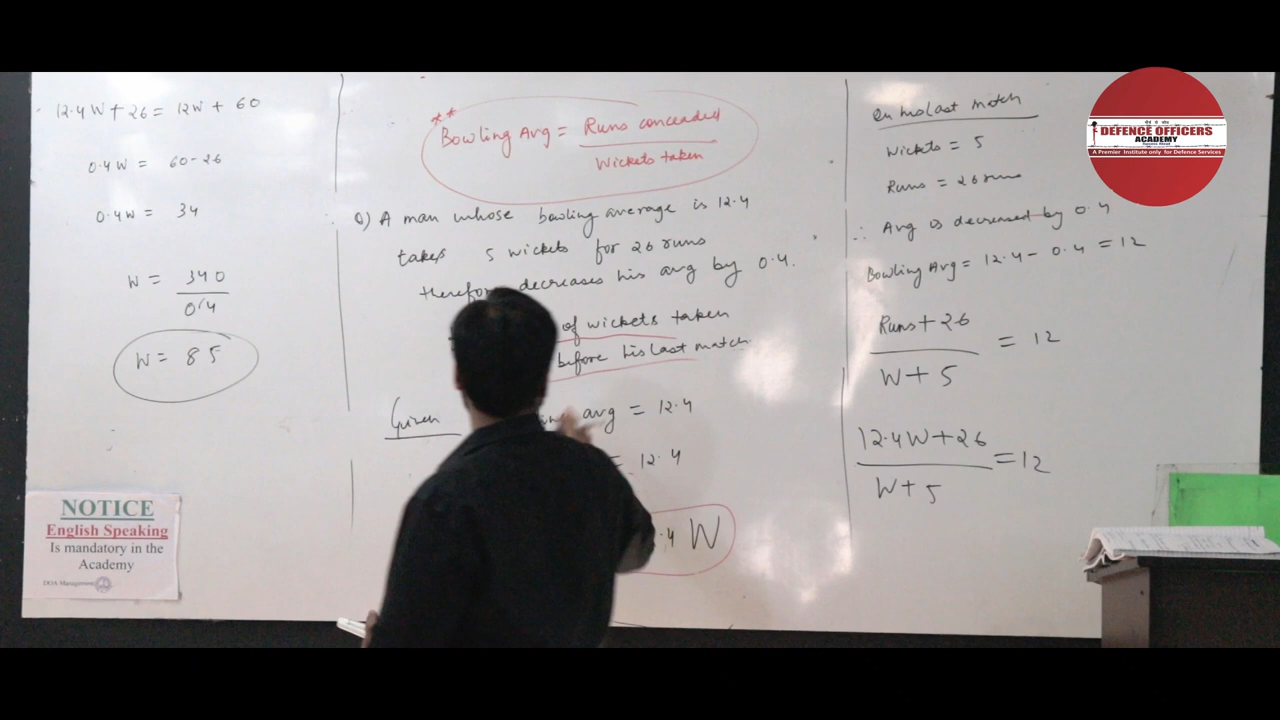 12.4W + 26 = 12W + 60
0.4W = 60-26
0.4W = 34
W = 340
04
W = 85
**
Bowling Avg = Runs conceaded
Wickets taken
Q) A man whose bowling average is 12.4
takes 5 wickets for 26 runs
therefore decreases his avg by 0.4.
of wickets taken
before his last match.
Given avg = 12.4
= 12.4
.4 W
On his last match
Wickets = 5
Runs = 26 runs
∴ Avg is decreased by 0.4
Bowling Avg = 12.4 - 0.4 = 12
Runs + 26 = 12
W + 5
12.4W + 26 = 12
W + 5
DEFENCE OFFICERS
ACADEMY
A Premier Institute only for Defence Services
NOTICE
English Speaking
Is mandatory in the
Academy
DOA Management